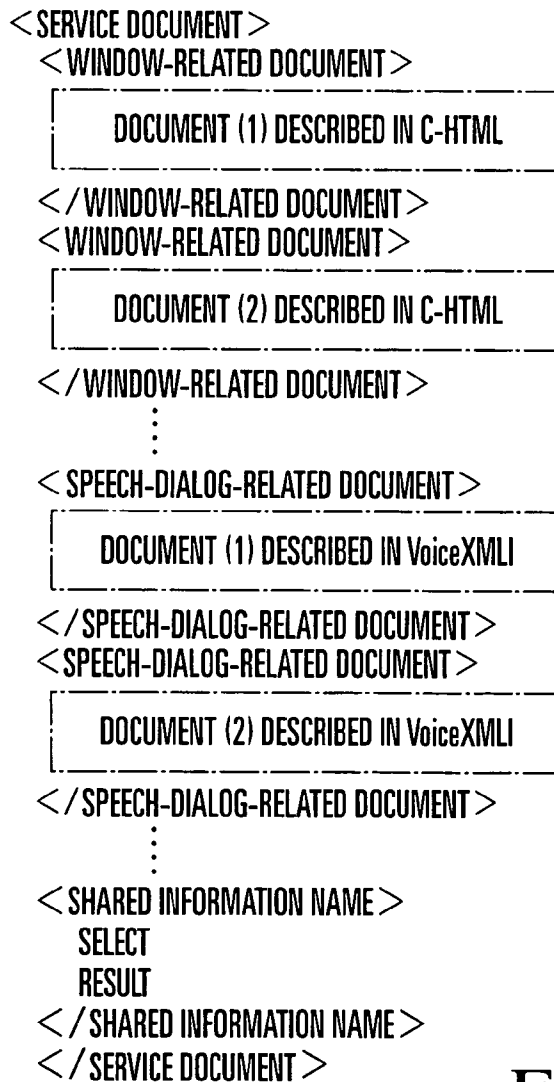 <SERVICE DOCUMENT>
<WINDOW-RELATED DOCUMENT>
DOCUMENT (1) DESCRIBED IN C-HTML
</WINDOW-RELATED DOCUMENT>
<WINDOW-RELATED DOCUMENT>
DOCUMENT (2) DESCRIBED IN C-HTML
</WINDOW-RELATED DOCUMENT>
<SPEECH-DIALOG-RELATED DOCUMENT>
DOCUMENT (1) DESCRIBED IN VoiceXMLI
</SPEECH-DIALOG-RELATED DOCUMENT>
<SPEECH-DIALOG-RELATED DOCUMENT>
DOCUMENT (2) DESCRIBED IN VoiceXMLI
</SPEECH-DIALOG-RELATED DOCUMENT>
<SHARED INFORMATION NAME>
SELECT
RESULT
</SHARED INFORMATION NAME>
</SERVICE DOCUMENT>